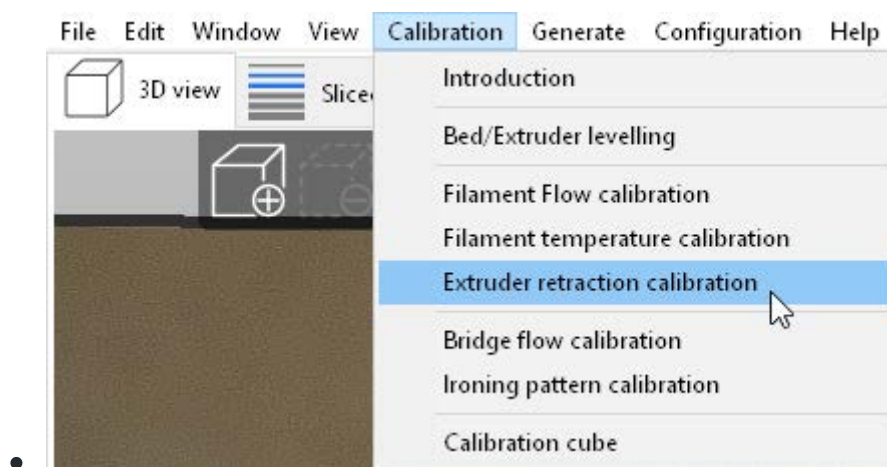 File Edit Window View Calibration Generate Configuration Help
3D view
Introduction
Bed/Extruder levelling
Filament Flow calibration
Filament temperature calibration
Extruder retraction calibration
Bridge flow calibration
Ironing pattern calibration
Calibration cube